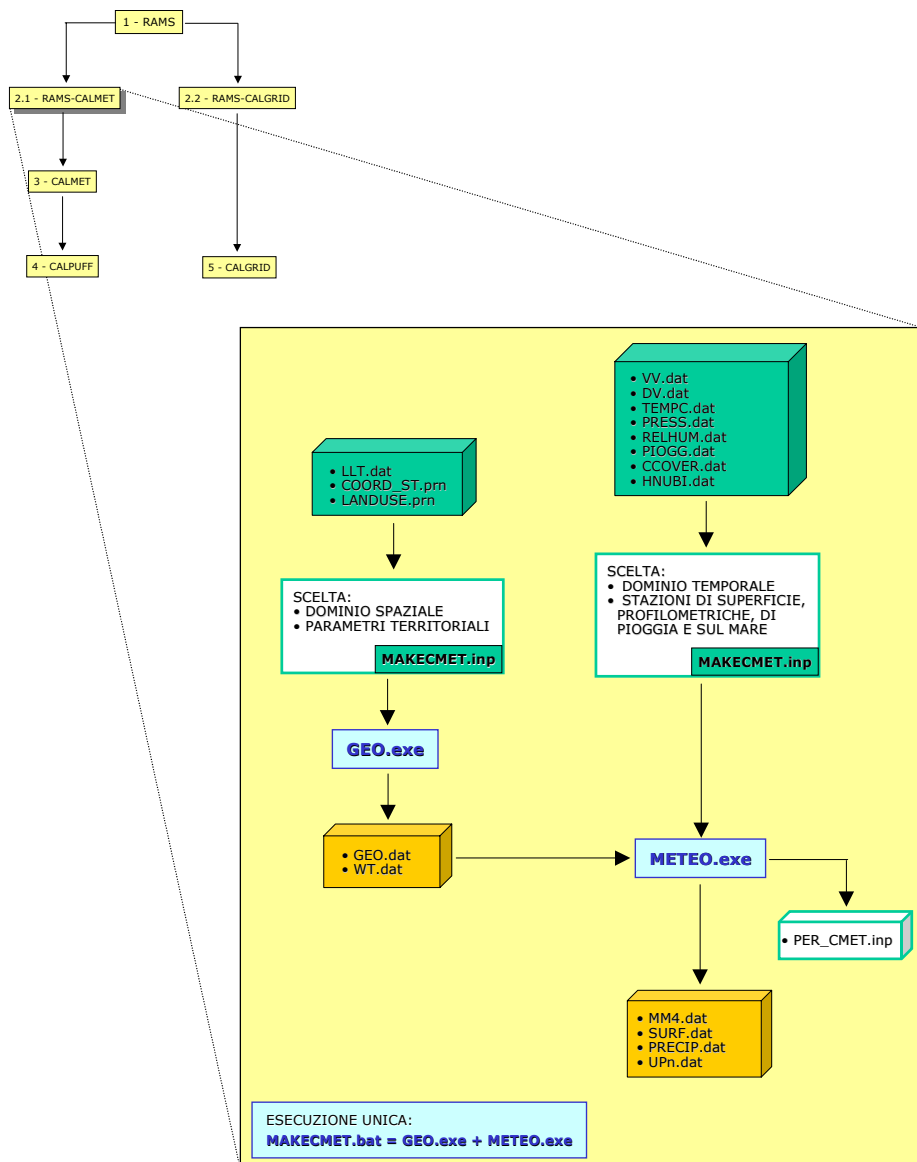 1 - RAMS
2.1 - RAMS-CALMET
2.2 - RAMS-CALGRID
3 - CALMET
4 - CALPUFF
5 - CALGRID
• VV.dat
• DV.dat
• TEMPC.dat
• PRESS.dat
• RELHUM.dat
• PIOGG.dat
• CCOVER.dat
• HNUBI.dat
• LLT.dat
• COORD_ST.prn
• LANDUSE.prn
SCELTA:
• DOMINIO SPAZIALE
• PARAMETRI TERRITORIALI
MAKECMET.inp
SCELTA:
• DOMINIO TEMPORALE
• STAZIONI DI SUPERFICIE,
PROFILOMETRICHE, DI
PIOGGIA E SUL MARE
MAKECMET.inp
GEO.exe
• GEO.dat
• WT.dat
METEO.exe
• PER_CMET.inp
• MM4.dat
• SURF.dat
• PRECIP.dat
• UPn.dat
ESECUZIONE UNICA:
MAKECMET.bat = GEO.exe + METEO.exe